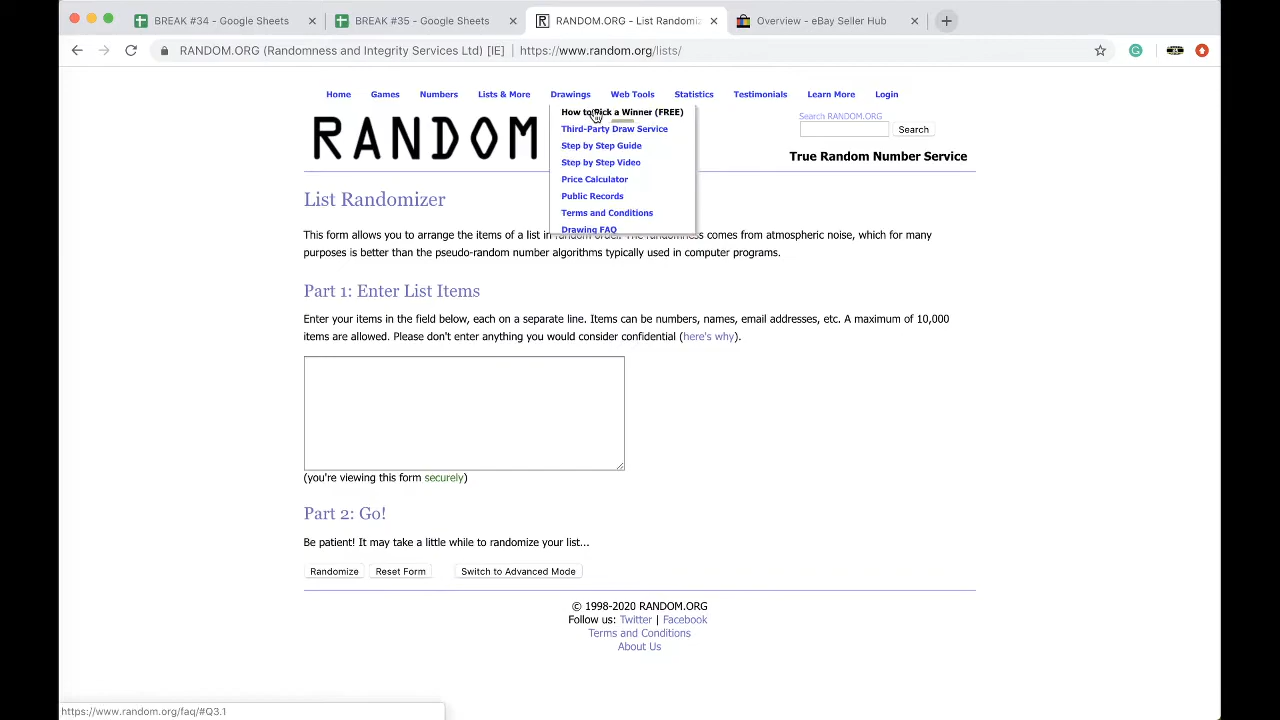 BREAK #34 - Google Sheets
BREAK #35 - Google Sheets
RANDOM.ORG - List Randomiz
Overview - eBay Seller Hub
RANDOM.ORG (Randomness and Integrity Services Ltd) [IE] | https://www.random.org/lists/
Home Games Numbers Lists & More Drawings Web Tools Statistics Testimonials Learn More Login
How to Pick a Winner (FREE)
Third-Party Draw Service
Step by Step Guide
Step by Step Video
Price Calculator
Public Records
Terms and Conditions
Drawing FAQ
RANDOM
Search RANDOM.ORG
Search
True Random Number Service
List Randomizer
This form allows you to arrange the items of a list in random order. The randomness comes from atmospheric noise, which for many
purposes is better than the pseudo-random number algorithms typically used in computer programs.
Part 1: Enter List Items
Enter your items in the field below, each on a separate line. Items can be numbers, names, email addresses, etc. A maximum of 10,000
items are allowed. Please don't enter anything you would consider confidential (here's why).
(you're viewing this form securely)
Part 2: Go!
Be patient! It may take a little while to randomize your list...
Randomize Reset Form Switch to Advanced Mode
© 1998-2020 RANDOM.ORG
Follow us: Twitter | Facebook
Terms and Conditions
About Us
https://www.random.org/faq/#Q3.1